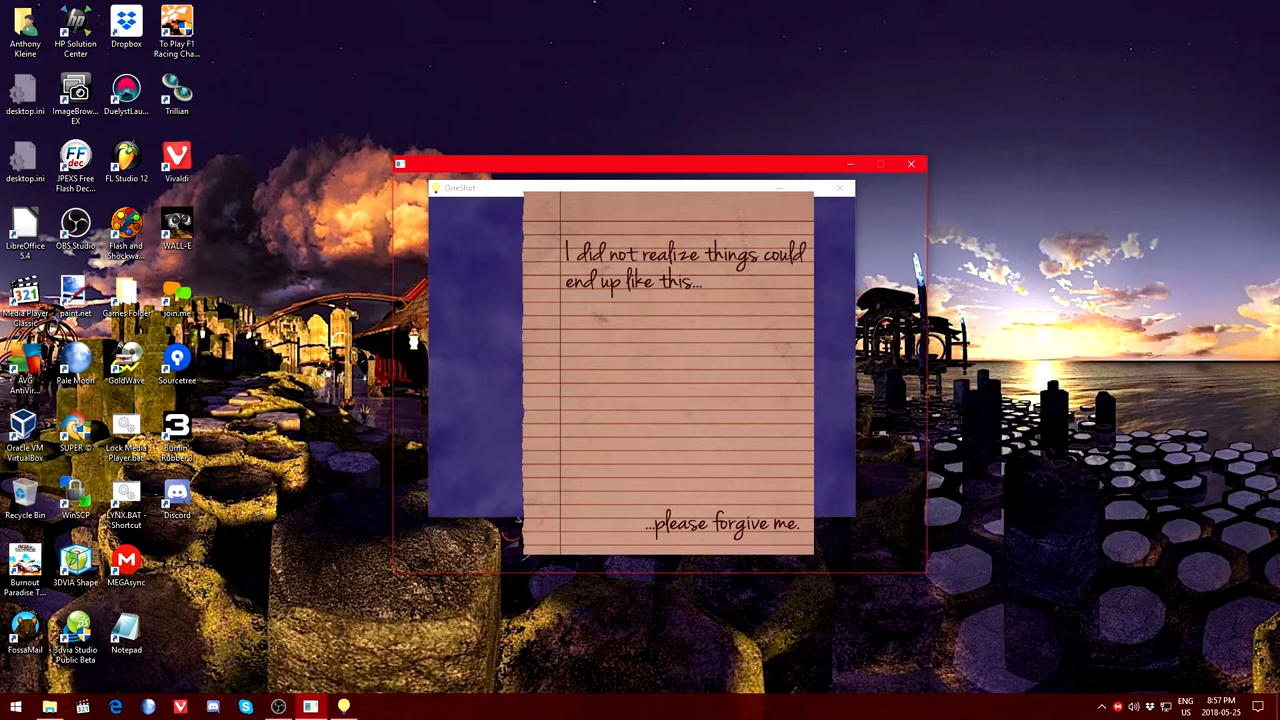 Anthony
Kleine
HP Solution
Center
Dropbox
To Play F1
Racing Cha...
desktop.ini
ImageBrow...
EX
DuelystLau...
Trillian
desktop.ini
JPEXS Free
Flash Dec...
FL Studio 12
Vivaldi
LibreOffice
5.4
OBS Studio
Flash and
Shockwa...
WALL-E
Media Player
Classic
paint.net
Games Folder
join.me
AVG
AntiVir...
Pale Moon
GoldWave
Sourcetree
Oracle VM
VirtualBox
SUPER ©
Lock Media
Player.bat
Burnin'
Rubber 3
Recycle Bin
WinSCP
LYNX.BAT -
Shortcut
Discord
Burnout
Paradise T...
3DVIA Shape
MEGAsync
FossaMail
3dvia Studio
Public Beta
Notepad
OneShot
I did not realize things could
end up like this...
...please forgive me.
ENG
US
8:57 PM
2018-05-25